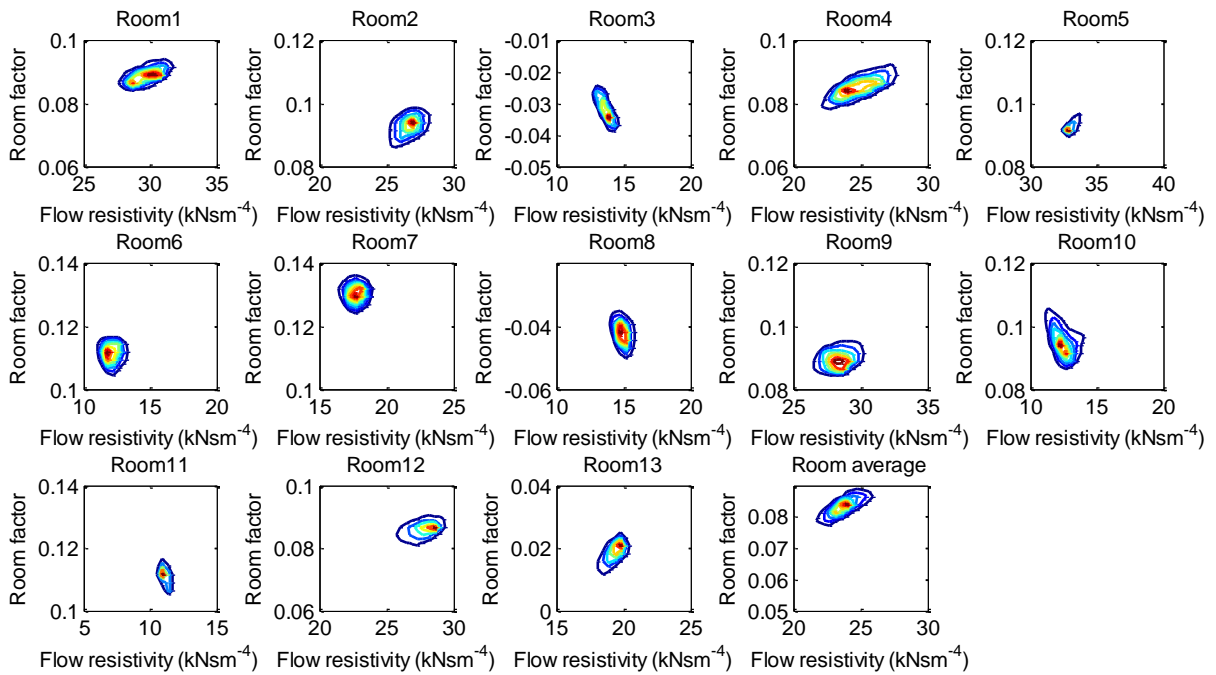 Room1 Room2 Room3 Room4 Room5
0.1 0.12 -0.01 0.1 0.12
-0.02
Room factor 0.08 Room factor 0.1 Room factor -0.03 Room factor 0.08 Room factor 0.1
-0.04
0.06 0.08 -0.05 0.06 0.08
25 30 35 20 25 30 10 15 20 20 25 30 30 35 40
Flow resistivity (kNsm-4) Flow resistivity (kNsm-4) Flow resistivity (kNsm-4) Flow resistivity (kNsm-4) Flow resistivity (kNsm-4)
Room6 Room7 Room8 Room9 Room10
0.14 0.14 0.12 0.12
Room factor 0.12 Room factor 0.12 Room factor -0.04 Room factor 0.1 Room factor 0.1
0.1 0.1 -0.06 0.08 0.08
10 15 20 15 20 25 10 15 20 25 30 35 10 15 20
Flow resistivity (kNsm-4) Flow resistivity (kNsm-4) Flow resistivity (kNsm-4) Flow resistivity (kNsm-4) Flow resistivity (kNsm-4)
Room11 Room12 Room13 Room average
0.14 0.1 0.04
0.08
Room factor 0.12 Room factor 0.08 Room factor 0.02 Room factor 0.07
0.06
0.1 0.06 0 0.05
5 10 15 20 25 30 15 20 25 20 25 30
Flow resistivity (kNsm-4) Flow resistivity (kNsm-4) Flow resistivity (kNsm-4) Flow resistivity (kNsm-4)